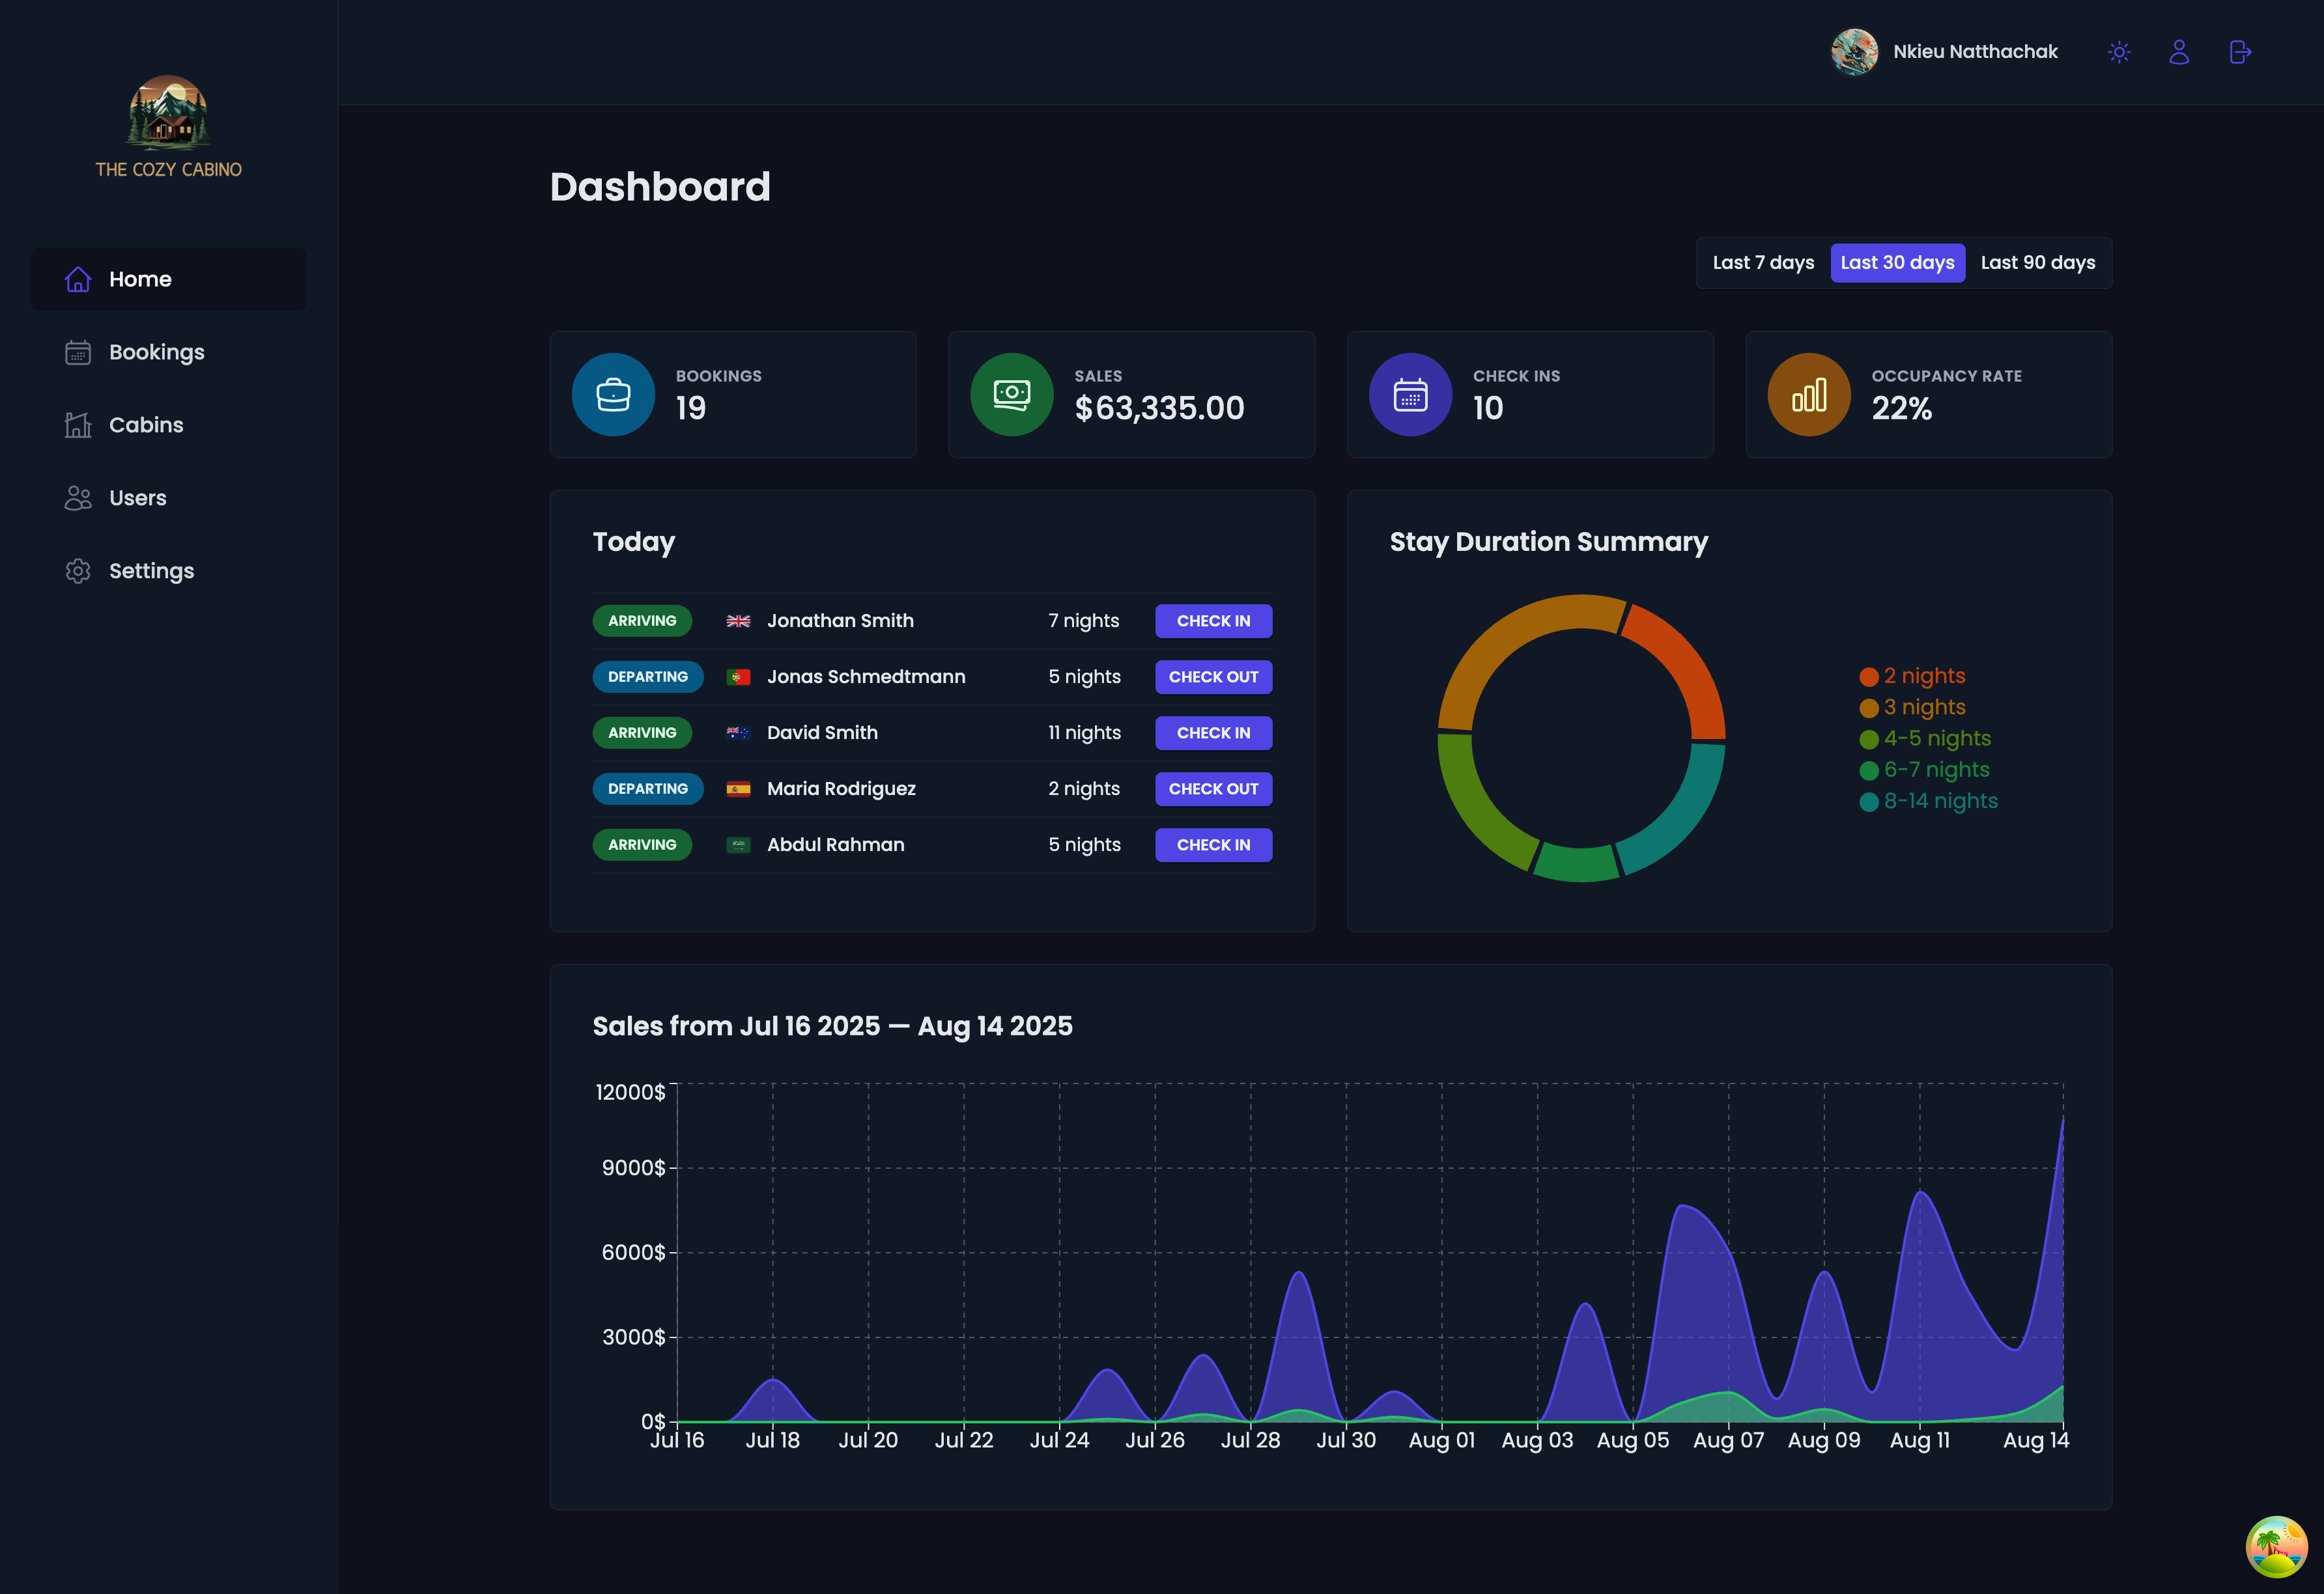 THE COZY CABINO
Home
Bookings
Cabins
Users
Settings
Nkieu Natthachak
Dashboard
Last 7 days Last 30 days Last 90 days
BOOKINGS
19
SALES
$63,335.00
CHECK INS
10
OCCUPANCY RATE
22%
Today
ARRIVING Jonathan Smith 7 nights CHECK IN
DEPARTING Jonas Schmedtmann 5 nights CHECK OUT
ARRIVING David Smith 11 nights CHECK IN
DEPARTING Maria Rodriguez 2 nights CHECK OUT
ARRIVING Abdul Rahman 5 nights CHECK IN
Stay Duration Summary
2 nights
3 nights
4-5 nights
6-7 nights
8-14 nights
Sales from Jul 16 2025 — Aug 14 2025
12000$
9000$
6000$
3000$
0$
Jul 16 Jul 18 Jul 20 Jul 22 Jul 24 Jul 26 Jul 28 Jul 30 Aug 01 Aug 03 Aug 05 Aug 07 Aug 09 Aug 11 Aug 14